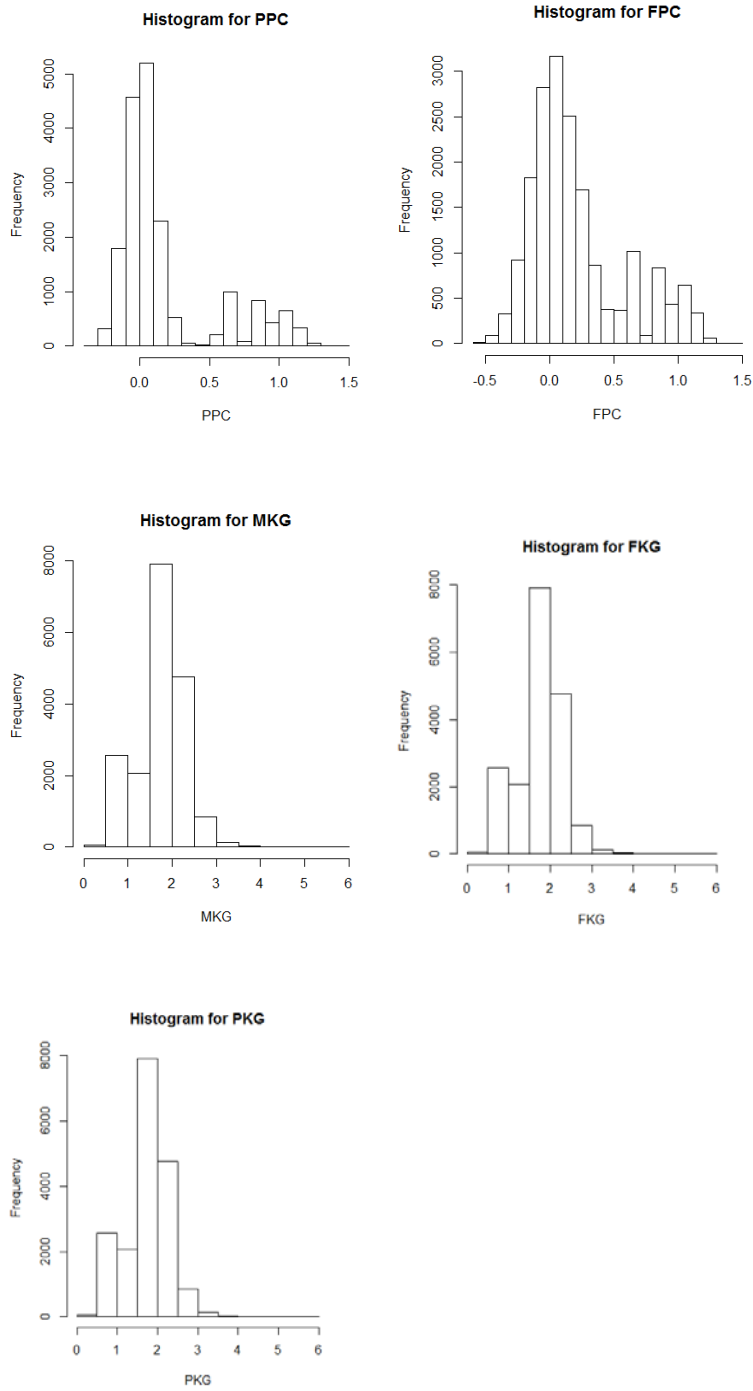 Histogram for PPC
Frequency
5000
4000
3000
2000
1000
0
0.0 0.5 1.0 1.5
PPC
Histogram for FPC
Frequency
3000
2500
2000
1500
1000
500
0
-0.5 0.0 0.5 1.0 1.5
FPC
Histogram for MKG
Frequency
8000
6000
4000
2000
0
0 1 2 3 4 5 6
MKG
Histogram for FKG
Frequency
8000
6000
4000
2000
0
0 1 2 3 4 5 6
FKG
Histogram for PKG
Frequency
8000
6000
4000
2000
0
0 1 2 3 4 5 6
PKG